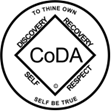 TO THINE OWN
DISCOVERY
RECOVERY
CoDA
SELF
RESPECT
SELF BE TRUE